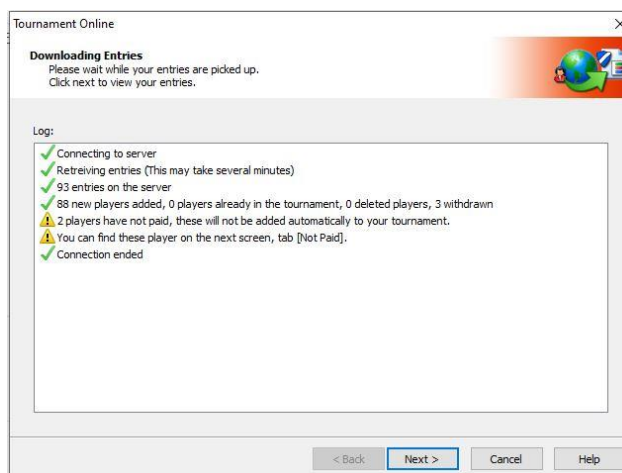 Tournament Online
Downloading Entries
Please wait while your entries are picked up.
Click next to view your entries.
Log:
Connecting to server
Retreiving entries (This may take several minutes)
93 entries on the server
88 new players added, 0 players already in the tournament, 0 deleted players, 3 withdrawn
2 players have not paid, these will not be added automatically to your tournament.
You can find these player on the next screen, tab [Not Paid].
Connection ended
< Back Next > Cancel Help